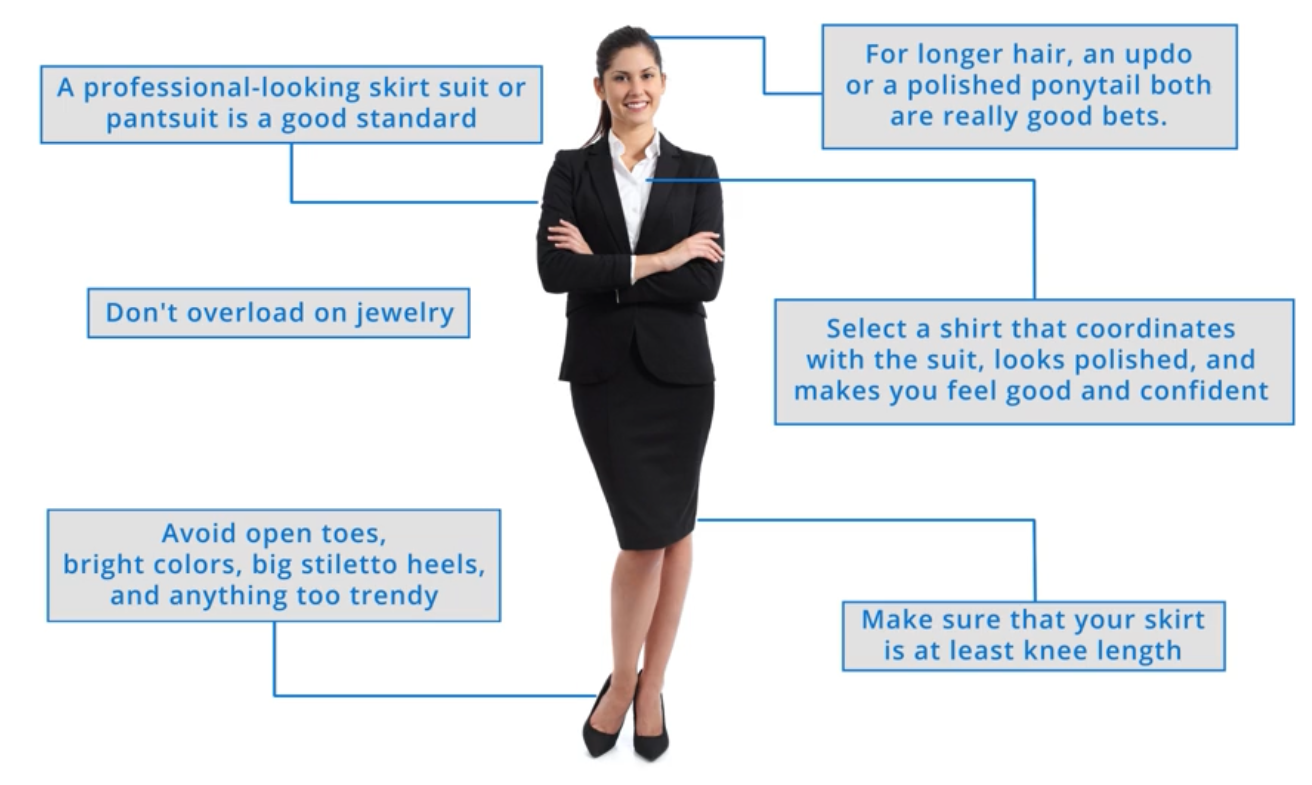 A professional-looking skirt suit or
pantsuit is a good standard
For longer hair, an updo
or a polished ponytail both
are really good bets.
Don't overload on jewelry
Select a shirt that coordinates
with the suit, looks polished, and
makes you feel good and confident
Avoid open toes,
bright colors, big stiletto heels,
and anything too trendy
Make sure that your skirt
is at least knee length